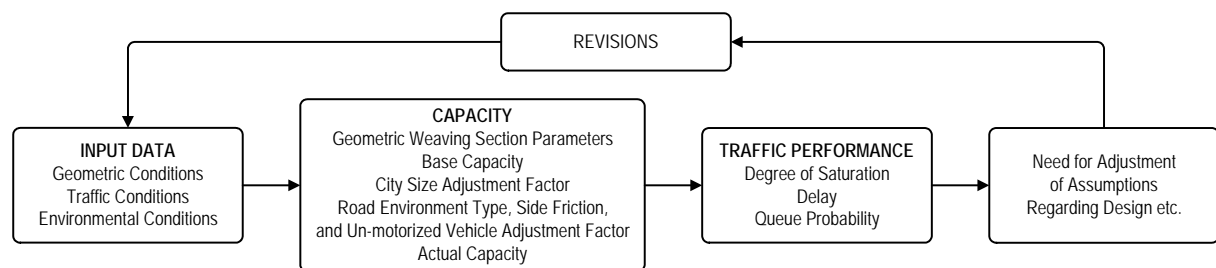 REVISIONS
INPUT DATA
Geometric Conditions
Traffic Conditions
Environmental Conditions
CAPACITY
Geometric Weaving Section Parameters
Base Capacity
City Size Adjustment Factor
Road Environment Type, Side Friction,
and Un-motorized Vehicle Adjustment Factor
Actual Capacity
TRAFFIC PERFORMANCE
Degree of Saturation
Delay
Queue Probability
Need for Adjustment
of Assumptions
Regarding Design etc.